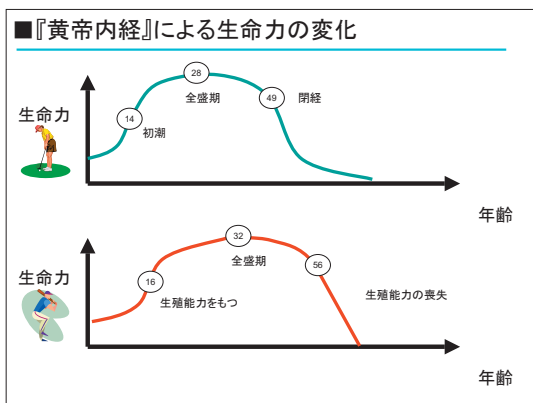 ■『黄帝内経』による生命力の変化
28
全盛期
49
閉経
生命力
14
初潮
年齢
32
全盛期
56
生命力
16
生殖能力をもつ
生殖能力の喪失
年齢